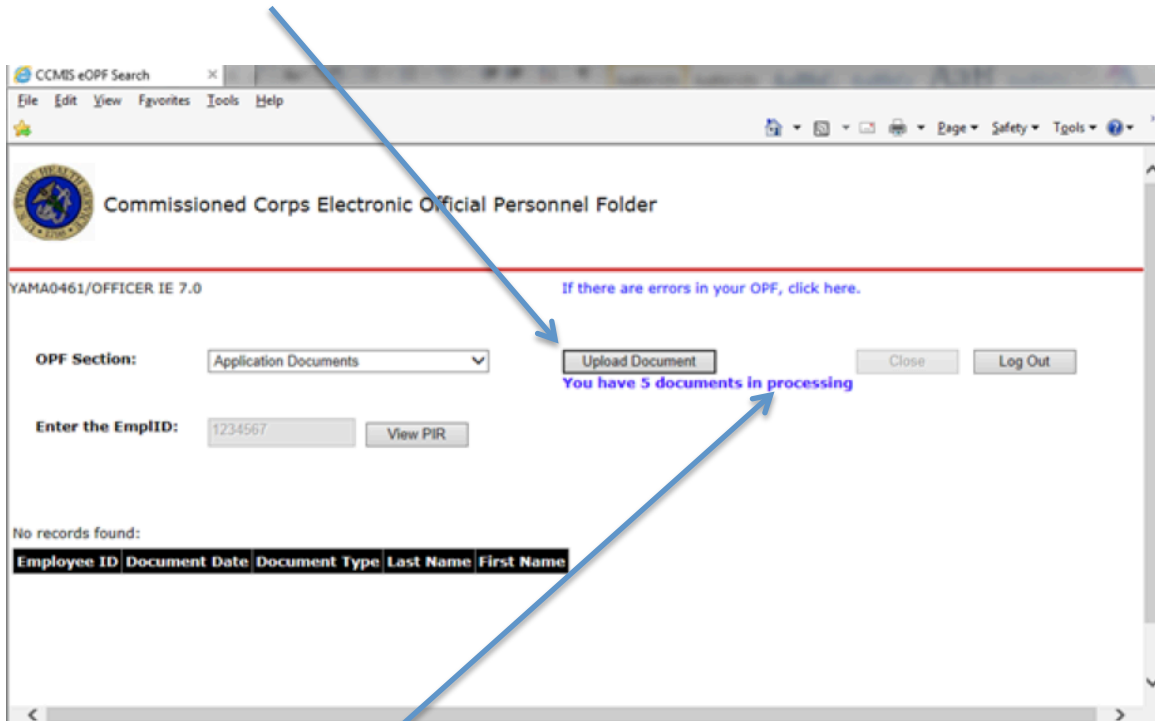 CCMIS eOPF Search
File Edit View Favorites Tools Help
Page Safety Tools
Commissioned Corps Electronic Official Personnel Folder
YAMA0461/OFFICER IE 7.0
If there are errors in your OPF, click here.
OPF Section: Application Documents Upload Document Close Log Out
You have 5 documents in processing
Enter the EmplID: 1234567 View PIR
No records found:
Employee ID Document Date Document Type Last Name First Name